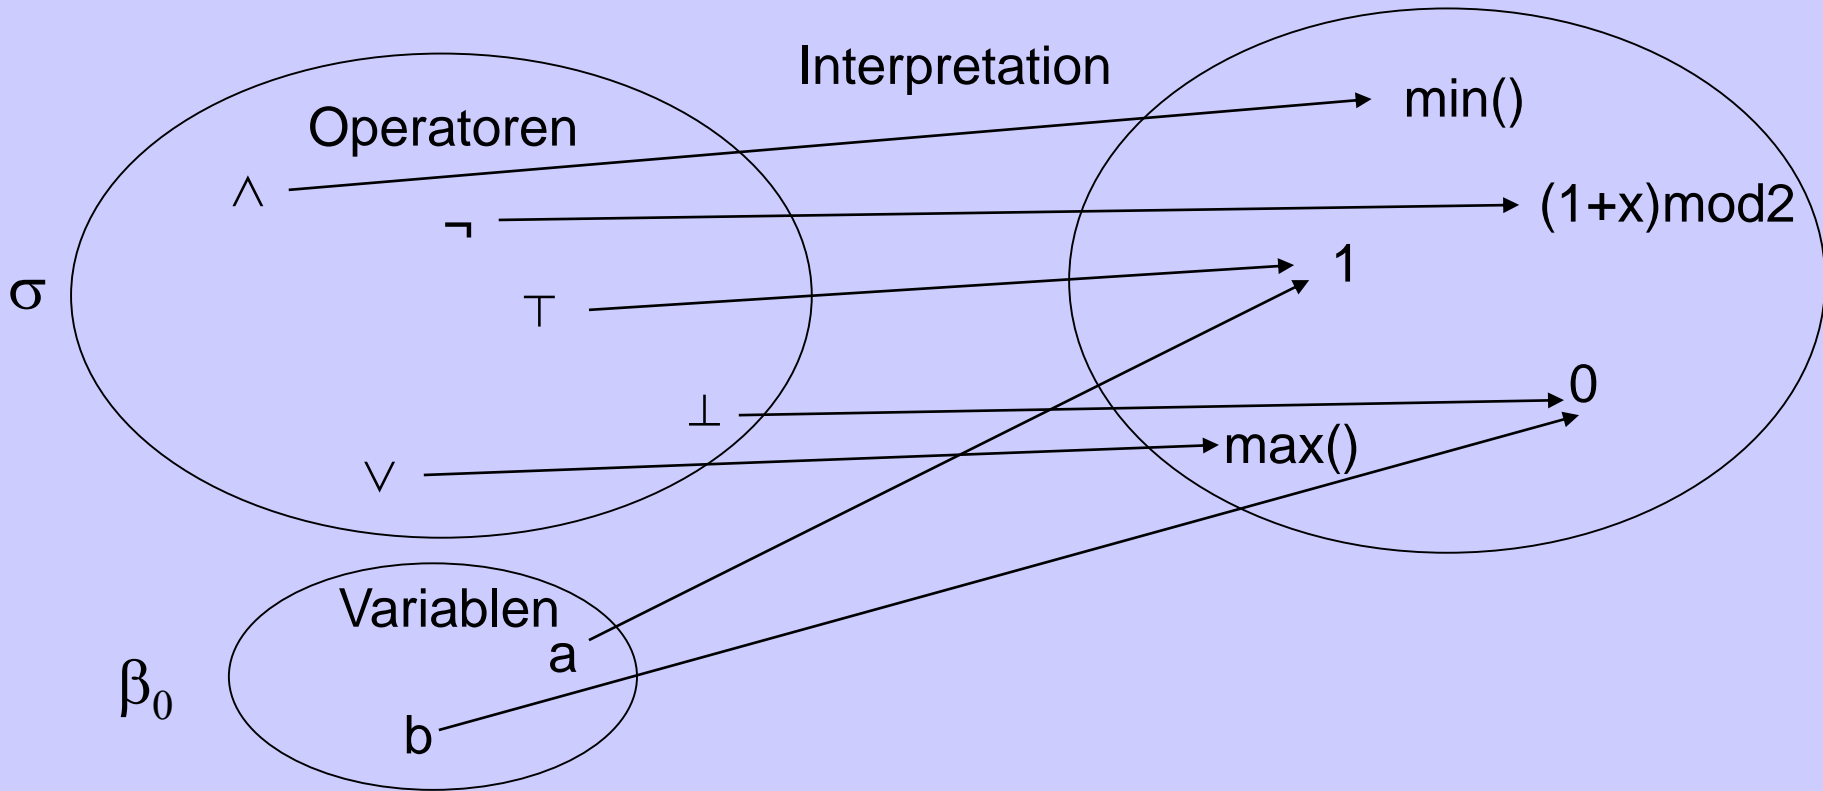 Interpretation
Operatoren
∧
¬
⊤
⊥
∨
σ
min()
(1+x)mod2
1
0
max()
Variablen
a
b
β₀